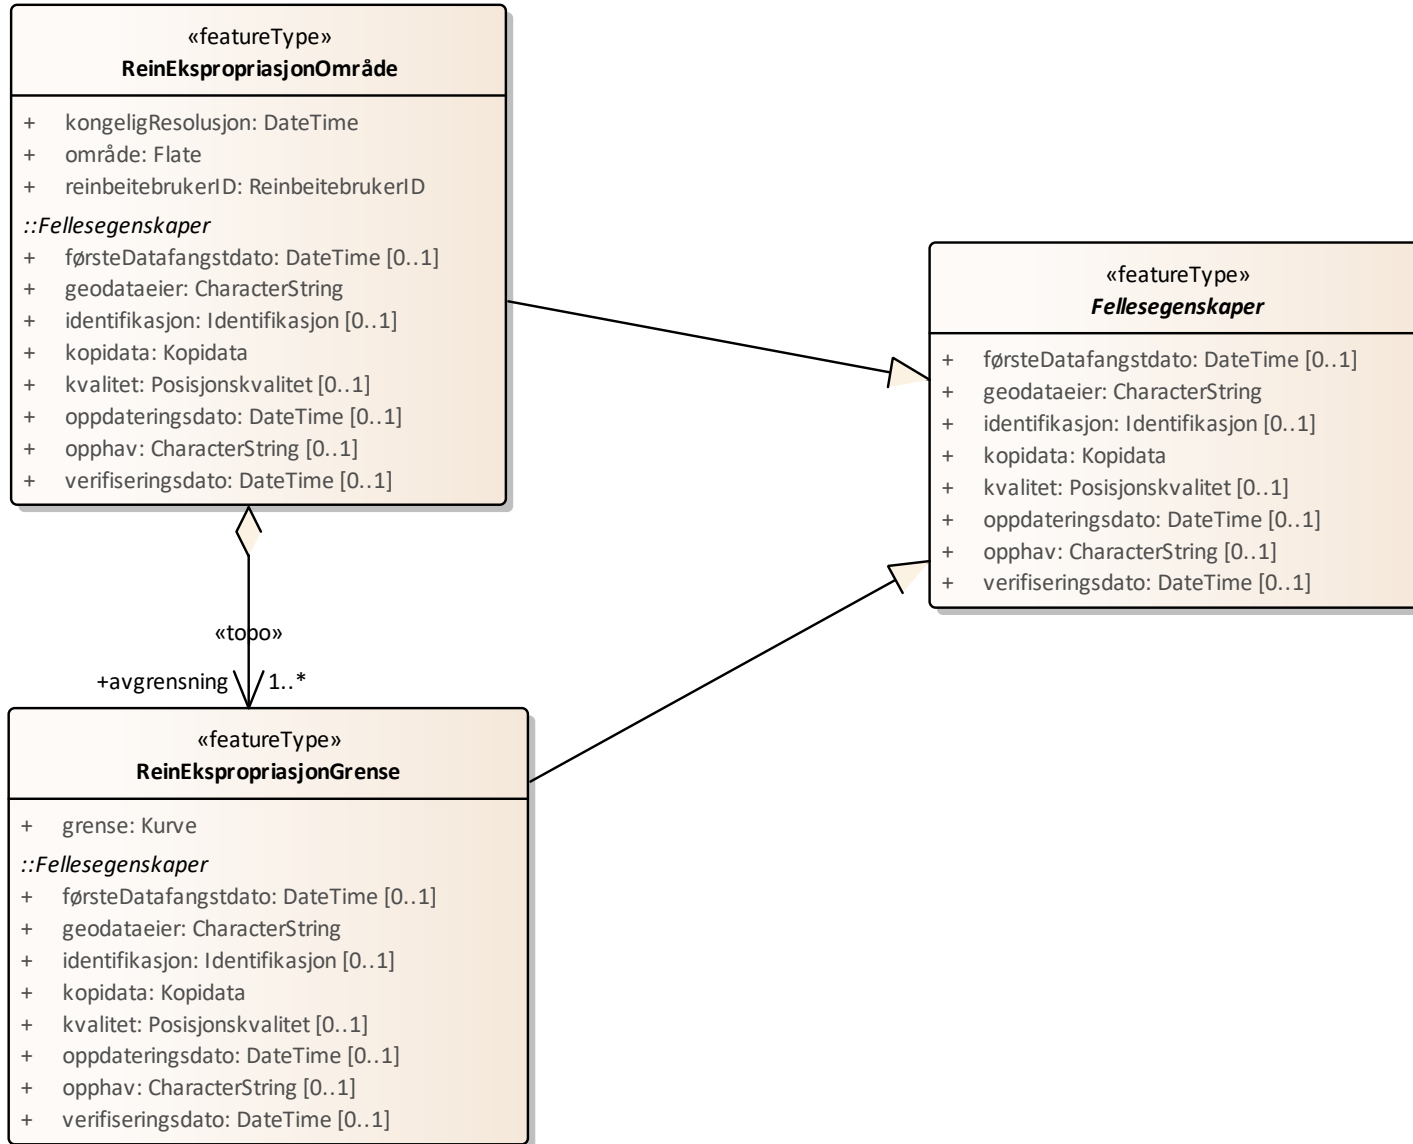 «featureType»
ReinEkspropriasjonOmråde
+ kongeligResolusjon: DateTime
+ område: Flate
+ reinbeitebrukerID: ReinbeitebrukerID
::Fellesegenskaper
+ førsteDatafangstdato: DateTime [0..1]
+ geodataeier: CharacterString
+ identifikasjon: Identifikasjon [0..1]
+ kopidata: Kopidata
+ kvalitet: Posisjonskvalitet [0..1]
+ oppdateringsdato: DateTime [0..1]
+ opphav: CharacterString [0..1]
+ verifiseringsdato: DateTime [0..1]
«featureType»
Fellesegenskaper
+ førsteDatafangstdato: DateTime [0..1]
+ geodataeier: CharacterString
+ identifikasjon: Identifikasjon [0..1]
+ kopidata: Kopidata
+ kvalitet: Posisjonskvalitet [0..1]
+ oppdateringsdato: DateTime [0..1]
+ opphav: CharacterString [0..1]
+ verifiseringsdato: DateTime [0..1]
«topo»
+avgrensning 1..*
«featureType»
ReinEkspropriasjonGrense
+ grense: Kurve
::Fellesegenskaper
+ førsteDatafangstdato: DateTime [0..1]
+ geodataeier: CharacterString
+ identifikasjon: Identifikasjon [0..1]
+ kopidata: Kopidata
+ kvalitet: Posisjonskvalitet [0..1]
+ oppdateringsdato: DateTime [0..1]
+ opphav: CharacterString [0..1]
+ verifiseringsdato: DateTime [0..1]